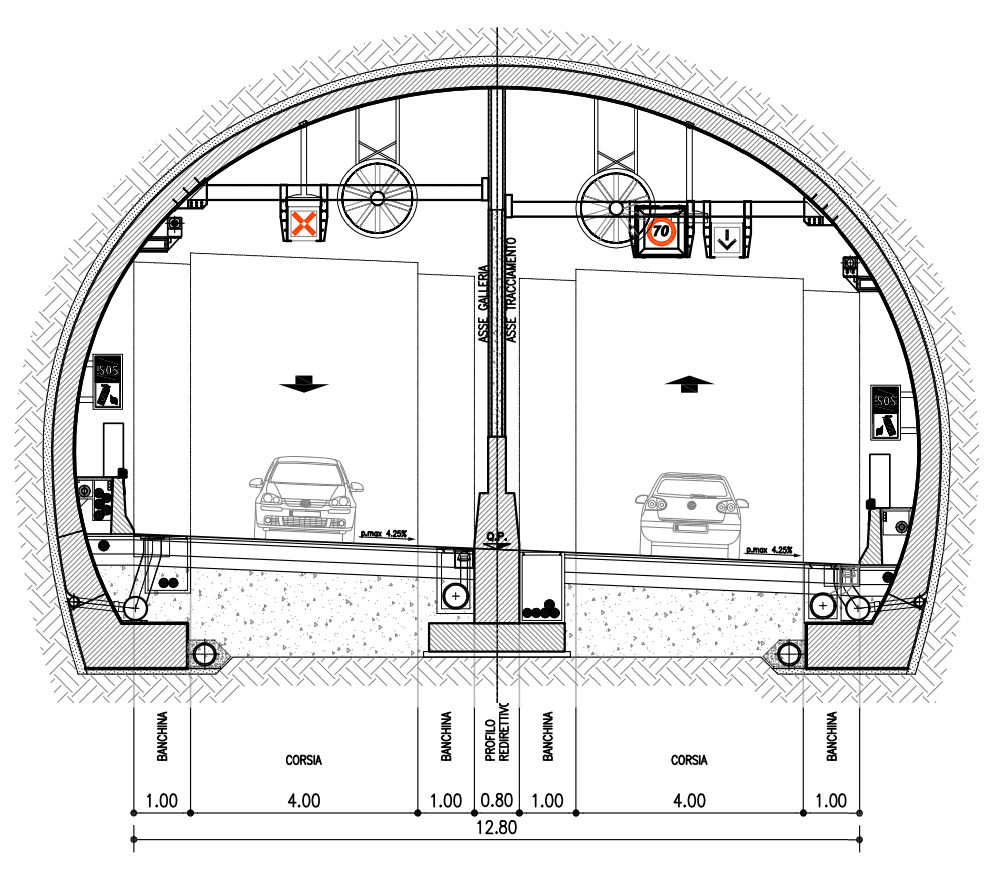 70
ASSE GALLERIA
ASSE TRACCIAMENTO
SOS
SOS
Q.P.
p.max 4.25%
p.max 4.25%
BANCHINA
CORSIA
BANCHINA
PROFILO
REDIRETTIVO
BANCHINA
CORSIA
BANCHINA
1.00
4.00
1.00
0.80
1.00
4.00
1.00
12.80